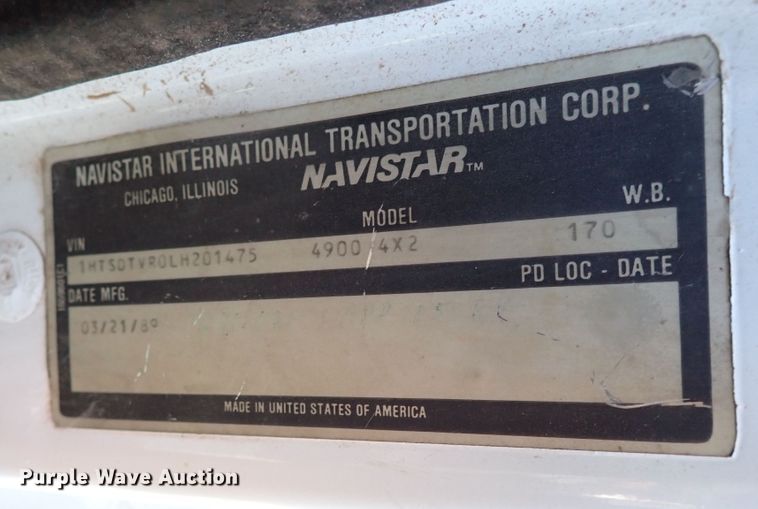 NAVISTAR INTERNATIONAL TRANSPORTATION CORP.
CHICAGO, ILLINOIS NAVISTAR™
VIN MODEL W.B.
1HTSDTVR0LH201475 4900 4X2 170
DATE MFG. PD LOC - DATE
03/21/89
MADE IN UNITED STATES OF AMERICA
Purple Wave Auction